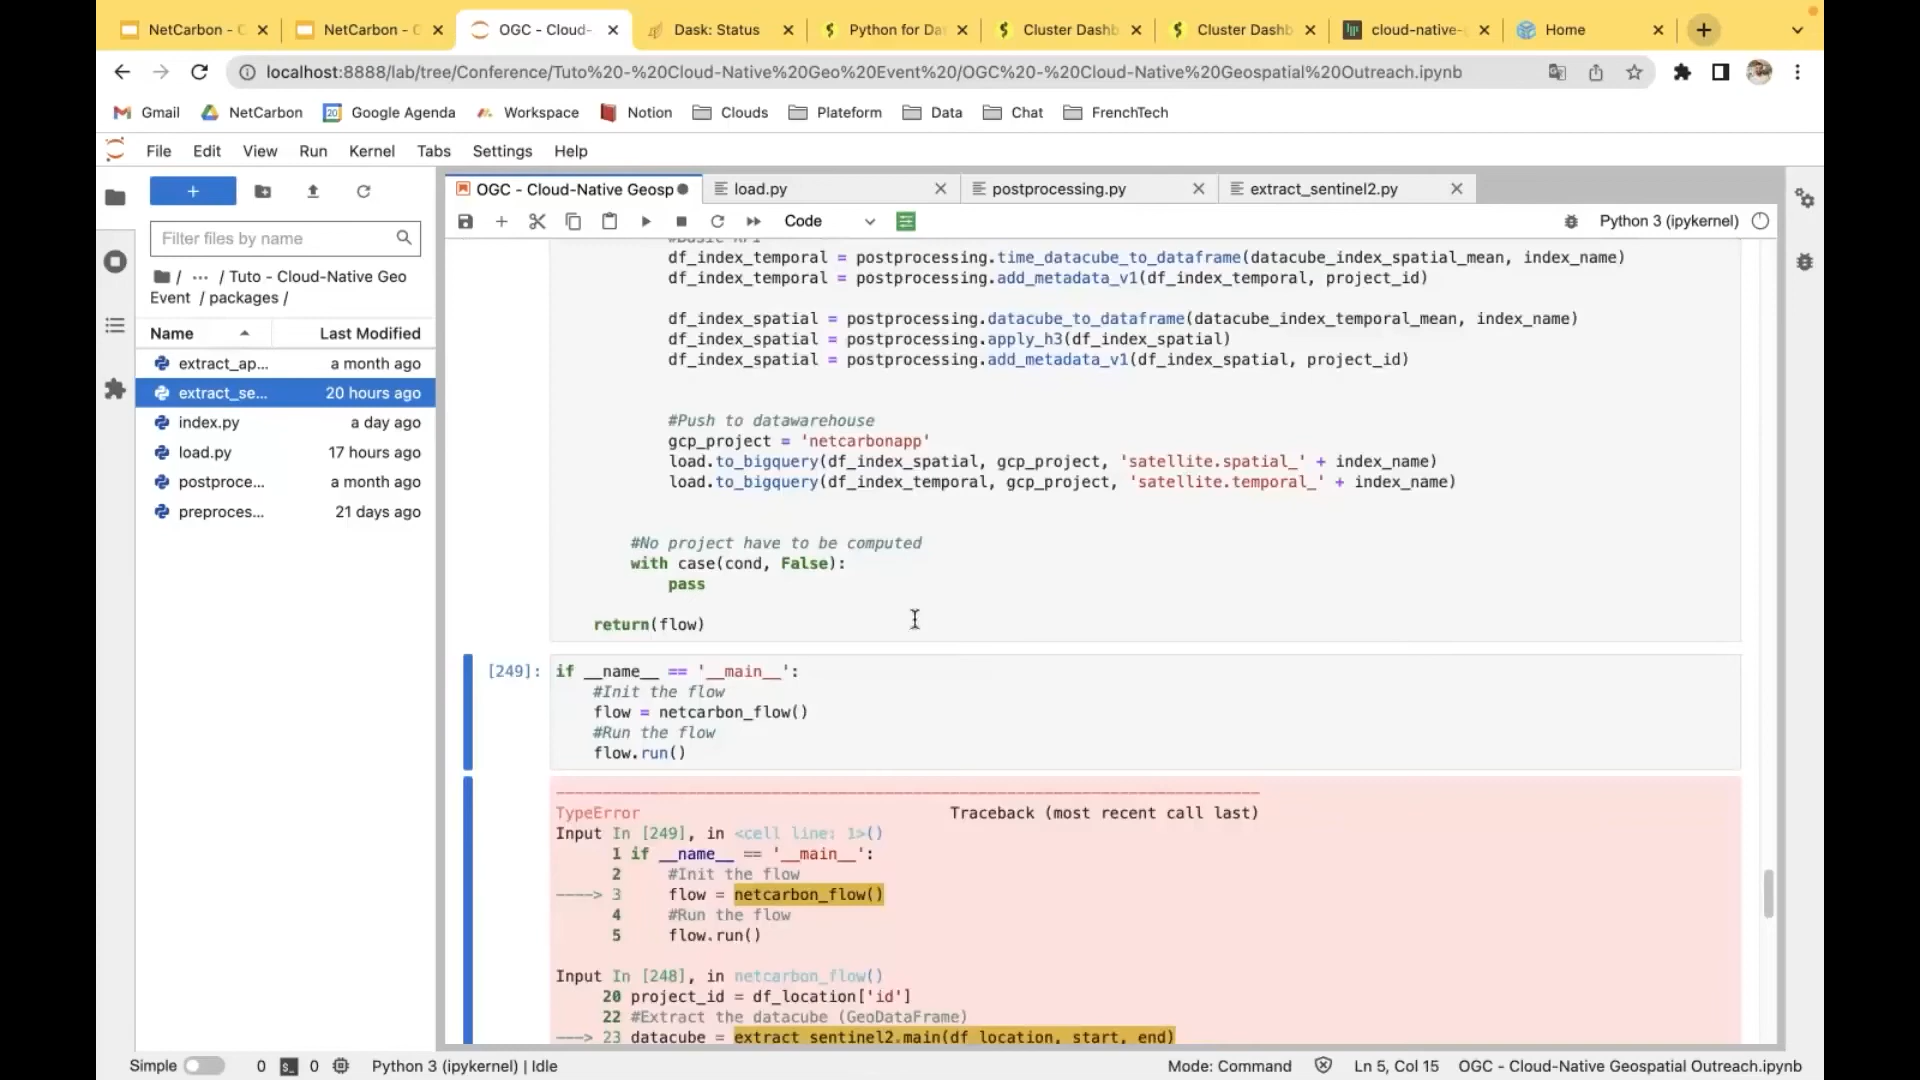 NetCarbon - C
NetCarbon - C
OGC - Cloud-
Dask: Status
Python for Da
Cluster Dashb
Cluster Dashb
cloud-native-
Home
localhost:8888/lab/tree/Conference/Tuto%20-%20Cloud-Native%20Geo%20Event%20/OGC%20-%20Cloud-Native%20Geospatial%20Outreach.ipynb
Gmail NetCarbon Google Agenda Workspace Notion Clouds Plateform Data Chat FrenchTech
File Edit View Run Kernel Tabs Settings Help
OGC - Cloud-Native Geosp
load.py
postprocessing.py
extract_sentinel2.py
Code
Python 3 (ipykernel)
Filter files by name
/ ··· / Tuto - Cloud-Native Geo
Event / packages /
Name Last Modified
extract_ap... a month ago
extract_se... 20 hours ago
index.py a day ago
load.py 17 hours ago
postproce... a month ago
preproces... 21 days ago
df_index_temporal = postprocessing.time_datacube_to_dataframe(datacube_index_spatial_mean, index_name)
df_index_temporal = postprocessing.add_metadata_v1(df_index_temporal, project_id)
df_index_spatial = postprocessing.datacube_to_dataframe(datacube_index_temporal_mean, index_name)
df_index_spatial = postprocessing.apply_h3(df_index_spatial)
df_index_spatial = postprocessing.add_metadata_v1(df_index_spatial, project_id)
#Push to datawarehouse
gcp_project = 'netcarbonapp'
load.to_bigquery(df_index_spatial, gcp_project, 'satellite.spatial_' + index_name)
load.to_bigquery(df_index_temporal, gcp_project, 'satellite.temporal_' + index_name)
#No project have to be computed
with case(cond, False):
pass
return(flow)
[249]: if __name__ == '__main__':
#Init the flow
flow = netcarbon_flow()
#Run the flow
flow.run()
TypeError Traceback (most recent call last)
Input In [249], in <cell line: 1>()
1 if __name__ == '__main__':
2 #Init the flow
----> 3 flow = netcarbon_flow()
4 #Run the flow
5 flow.run()
Input In [248], in netcarbon_flow()
20 project_id = df_location['id']
22 #Extract the datacube (GeoDataFrame)
---> 23 datacube = extract_sentinel2.main(df_location, start, end)
Simple 0 0 Python 3 (ipykernel) | Idle Mode: Command Ln 5, Col 15 OGC - Cloud-Native Geospatial Outreach.ipynb